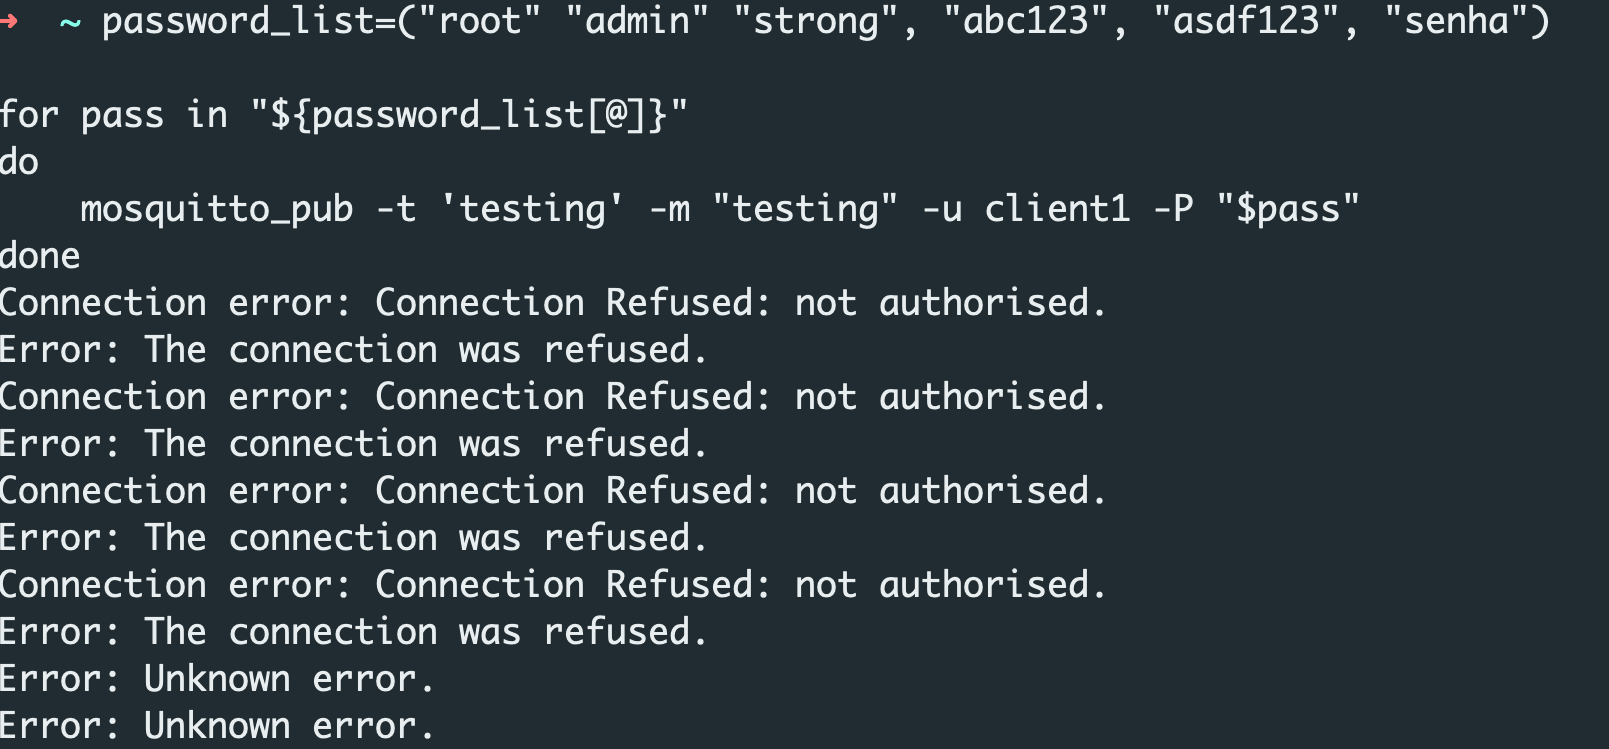 ➜  ~ password_list=("root" "admin" "strong", "abc123", "asdf123", "senha")
for pass in "${password_list[@]}"
do
    mosquitto_pub -t 'testing' -m "testing" -u client1 -P "$pass"
done
Connection error: Connection Refused: not authorised.
Error: The connection was refused.
Connection error: Connection Refused: not authorised.
Error: The connection was refused.
Connection error: Connection Refused: not authorised.
Error: The connection was refused.
Connection error: Connection Refused: not authorised.
Error: The connection was refused.
Error: Unknown error.
Error: Unknown error.